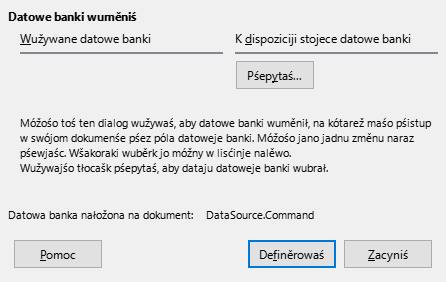 Datowe banki wuměniś
Wužywane datowe banki
K dispoziciji stojece datowe banki
Pśepytaś...
Móžośo toś ten dialog wužywaś, aby datowe banki wuměnił, na kótarež maśo pśistup
w swójom dokumenśe pśez póla datoweje banki. Móžośo jano jadnu změnu naraz
pśewjasc. Wšakoraki wuběrk jo móžny w lisćinje nalěwo.
Wužywajśo tłocašk pśepytaś, aby dataju datoweje banki wubrał.
Datowa banka nałožona na dokument: DataSource.Command
Pomoc
Definěrowaś
Zacyniś